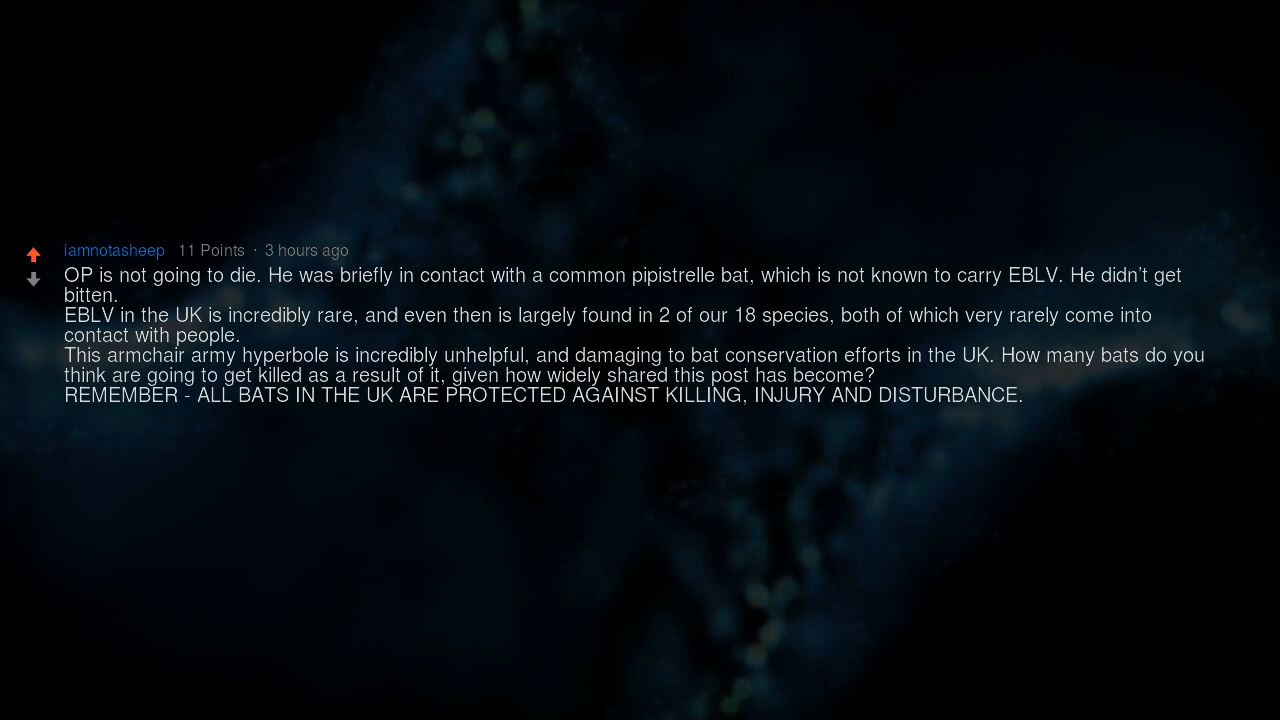 iamnotasheep 11 Points · 3 hours ago
OP is not going to die. He was briefly in contact with a common pipistrelle bat, which is not known to carry EBLV. He didn't get
bitten.
EBLV in the UK is incredibly rare, and even then is largely found in 2 of our 18 species, both of which very rarely come into
contact with people.
This armchair army hyperbole is incredibly unhelpful, and damaging to bat conservation efforts in the UK. How many bats do you
think are going to get killed as a result of it, given how widely shared this post has become?
REMEMBER - ALL BATS IN THE UK ARE PROTECTED AGAINST KILLING, INJURY AND DISTURBANCE.